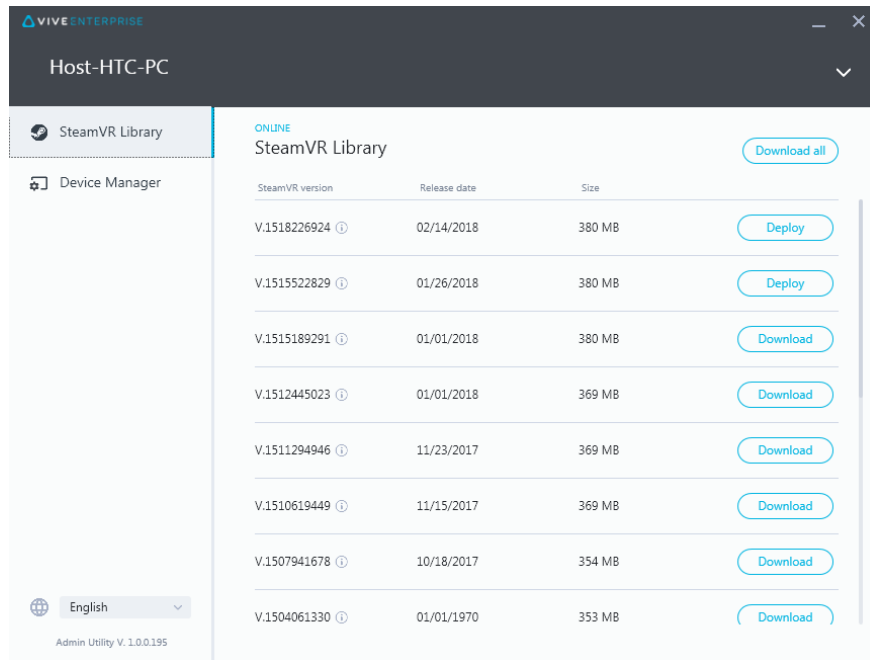 VIVE ENTERPRISE
Host-HTC-PC
SteamVR Library
Device Manager
ONLINE
SteamVR Library
Download all
SteamVR version Release date Size
V.1518226924 02/14/2018 380 MB Deploy
V.1515522829 01/26/2018 380 MB Deploy
V.1515189291 01/01/2018 380 MB Download
V.1512445023 01/01/2018 369 MB Download
V.1511294946 11/23/2017 369 MB Download
V.1510619449 11/15/2017 369 MB Download
V.1507941678 10/18/2017 354 MB Download
V.1504061330 01/01/1970 353 MB Download
English
Admin Utility V. 1.0.0.195